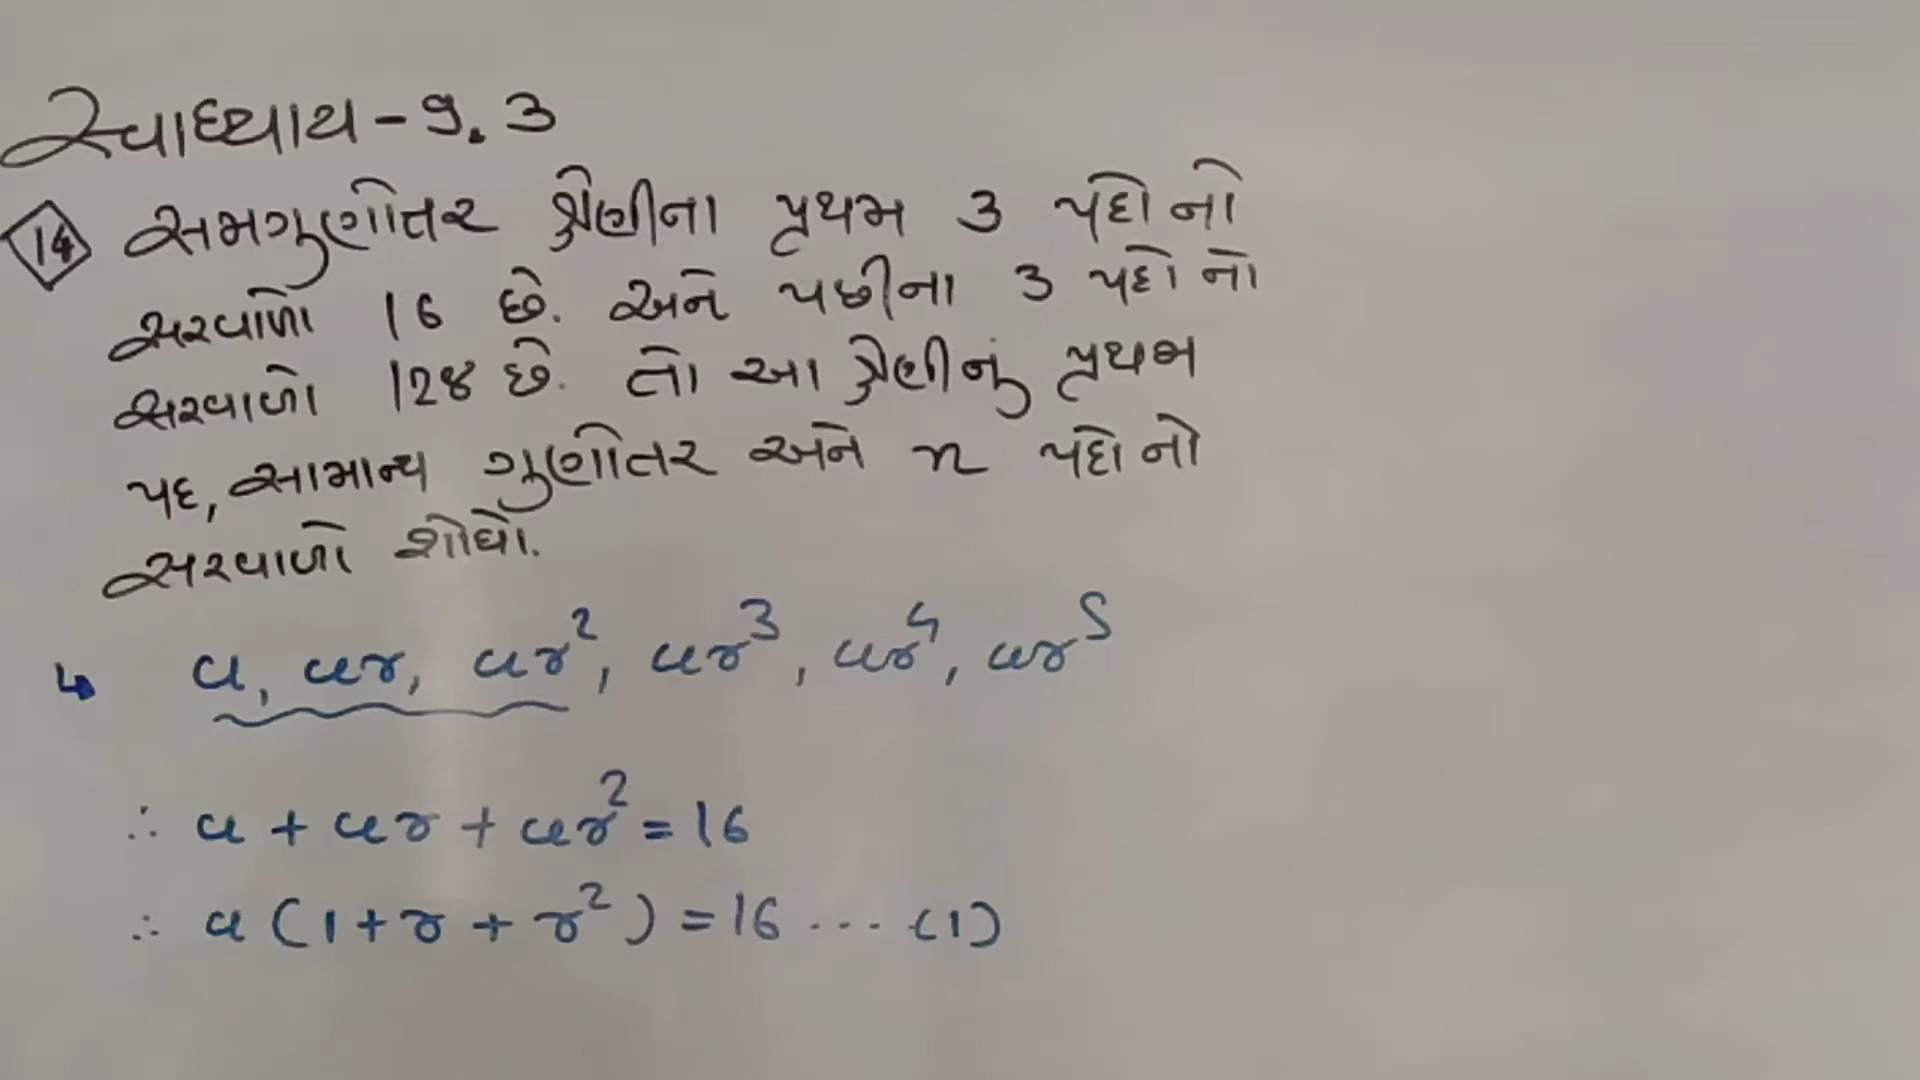 સ્વાધ્યાય - 9.3
14 સમગુણોતર શ્રેણીના પ્રથમ 3 પદોનો
સરવાળો 16 છે. અને પછીના 3 પદોનો
સરવાળો 128 છે. તો આ શ્રેણીનું પ્રથમ
પદ, સામાન્ય ગુણોતર અને n પદોનો
સરવાળો શોધો.
↳ a, ar, ar², ar³, ar⁴, ar⁵
∴ a + ar + ar² = 16
∴ a (1 + r + r²) = 16 ... (1)